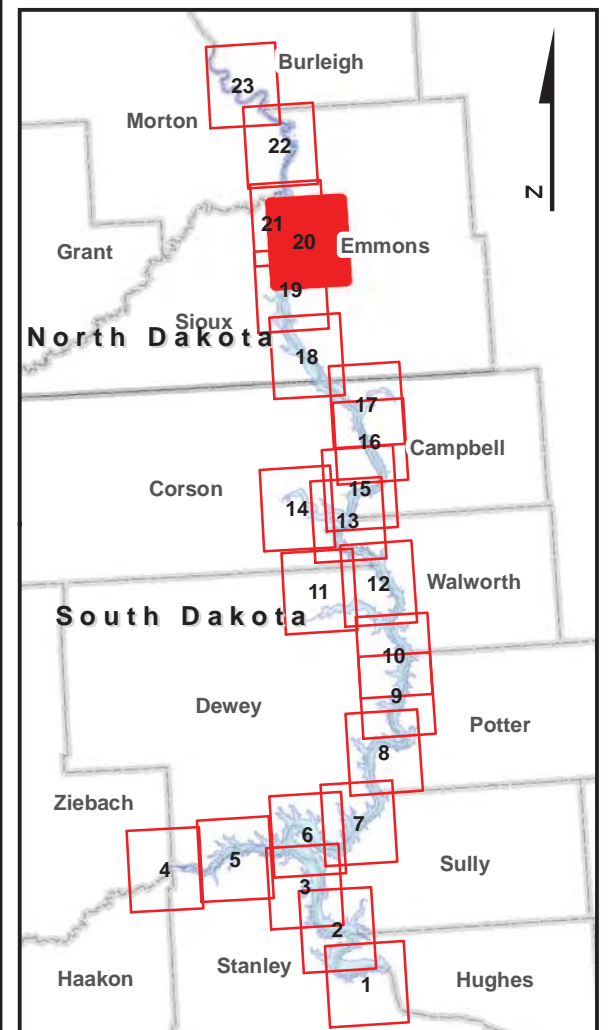 Burleigh
23
Morton
22
21
20
Emmons
Grant
19
Sioux
North Dakota
18
17
16
Campbell
15
Corson
14
13
12
Walworth
11
South Dakota
10
9
Dewey
Potter
8
Ziebach
7
6
5
Sully
4
3
2
Stanley
Haakon
1
Hughes
N